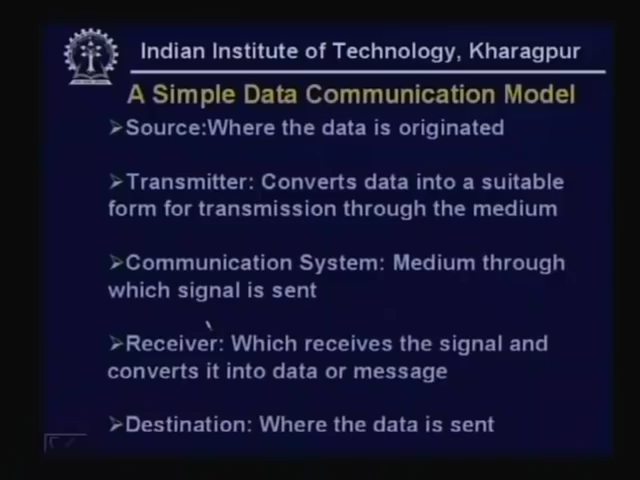 Indian Institute of Technology, Kharagpur
A Simple Data Communication Model
➢Source:Where the data is originated
➢Transmitter: Converts data into a suitable
form for transmission through the medium
➢Communication System: Medium through
which signal is sent
➢Receiver: Which receives the signal and
converts it into data or message
➢Destination: Where the data is sent